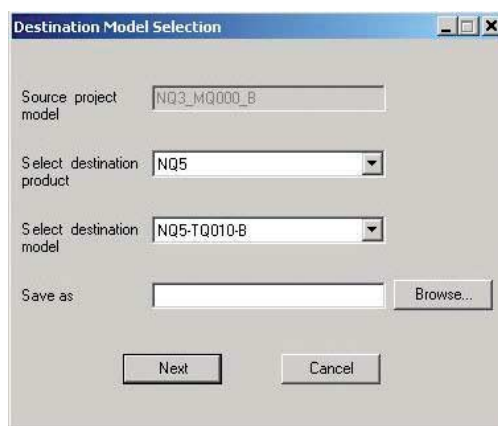 Destination Model Selection
Source project
model
NQ3_MQ000_B
Select destination
product
NQ5
Select destination
model
NQ5-TQ010-B
Save as
Browse...
Next
Cancel